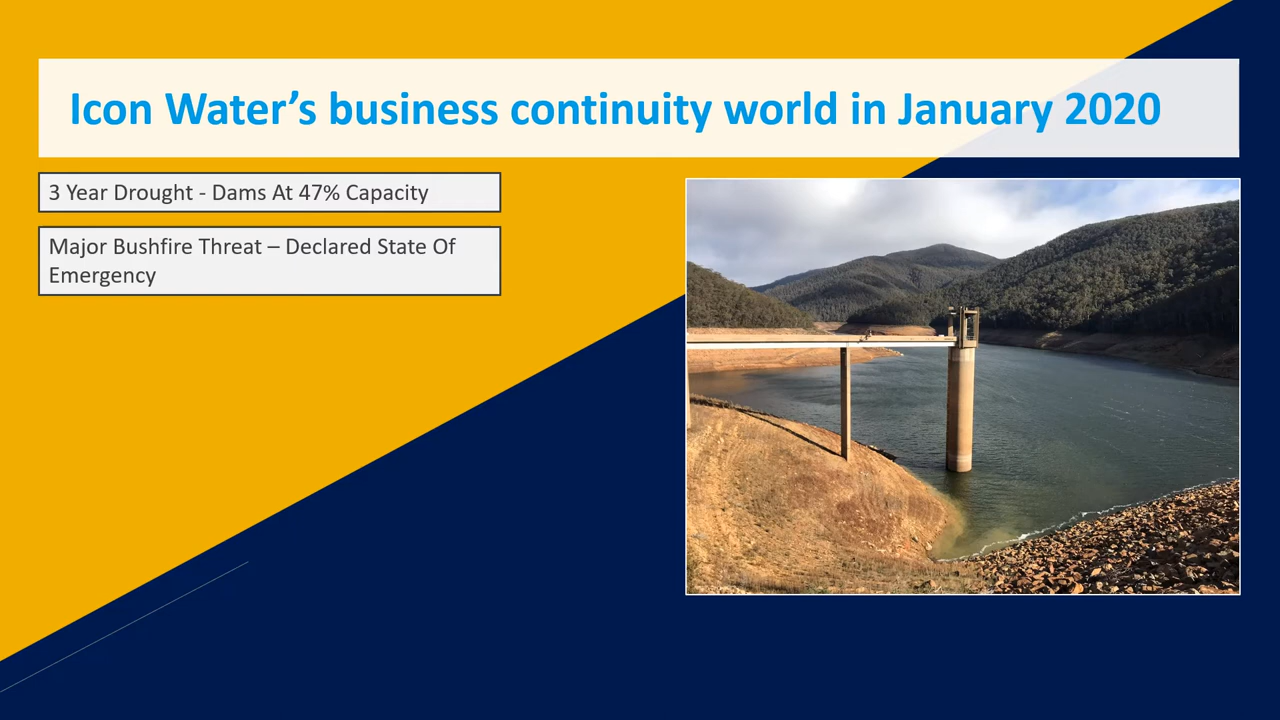 Icon Water’s business continuity world in January 2020
3 Year Drought - Dams At 47% Capacity
Major Bushfire Threat – Declared State Of
Emergency